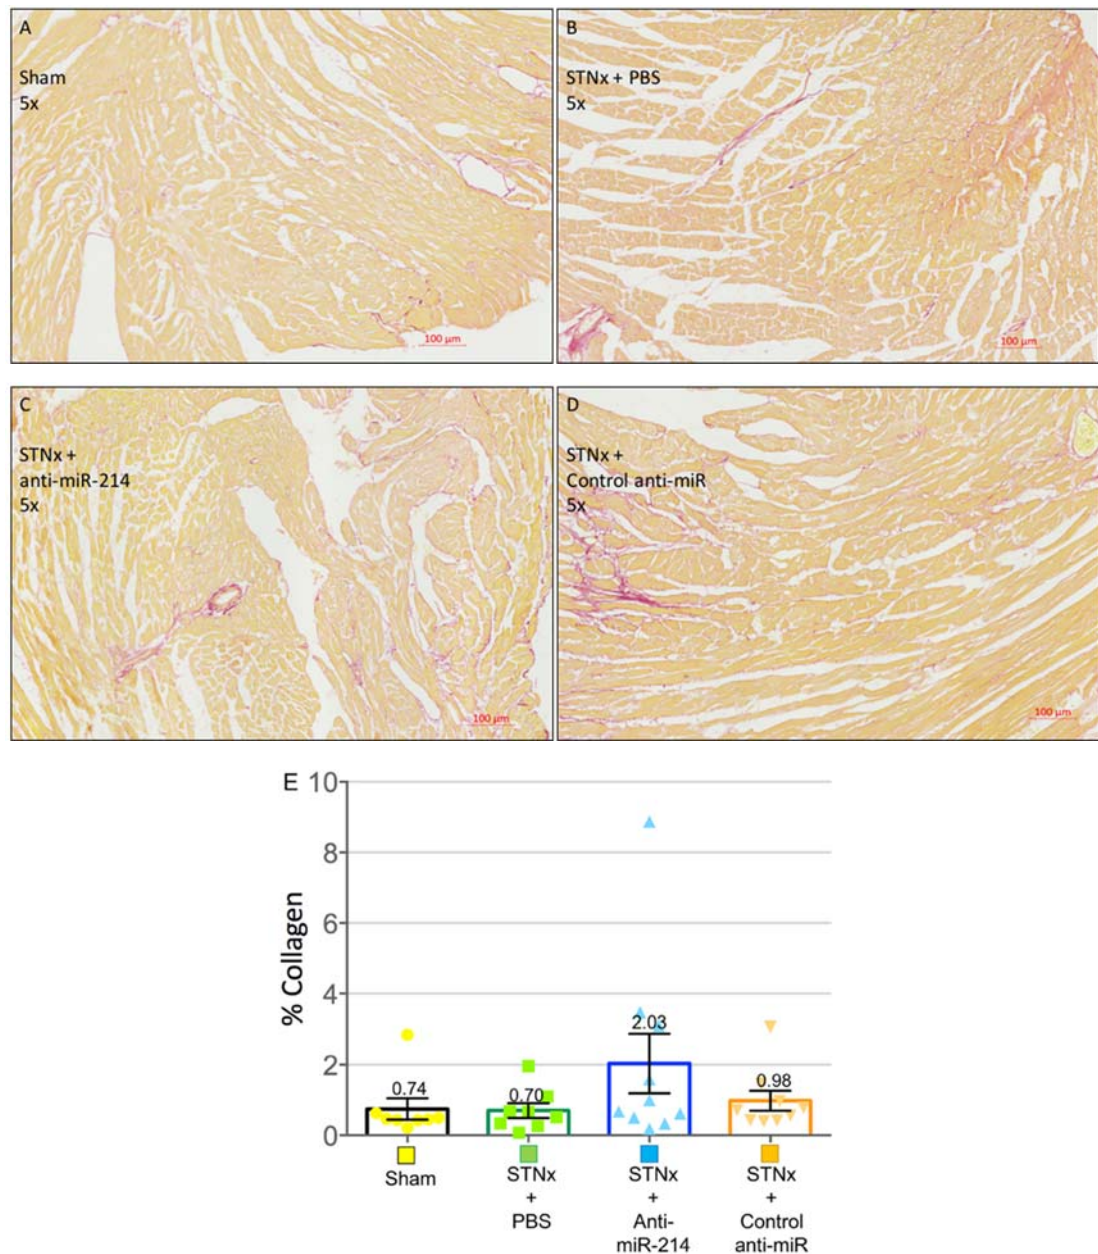 A
Sham
5x
100 μm
B
STNx + PBS
5x
100 μm
C
STNx +
anti-miR-214
5x
100 μm
D
STNx +
Control anti-miR
5x
100 μm
E
% Collagen
10
8
6
4
2
0
0.74
0.70
2.03
0.98
Sham
STNx
+
PBS
STNx
+
Anti-
miR-214
STNx
+
Control
anti-miR